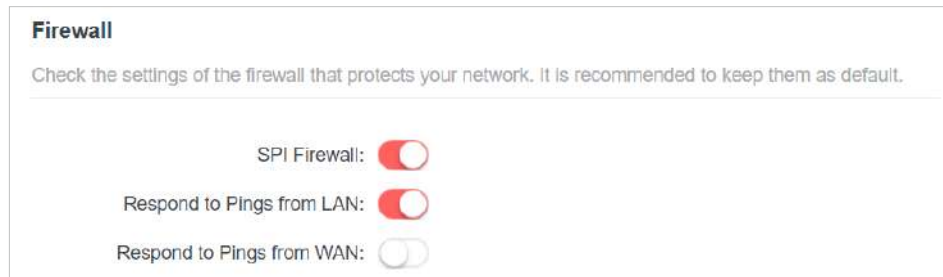 Firewall
Check the settings of the firewall that protects your network. It is recommended to keep them as default.
SPI Firewall:
Respond to Pings from LAN:
Respond to Pings from WAN: